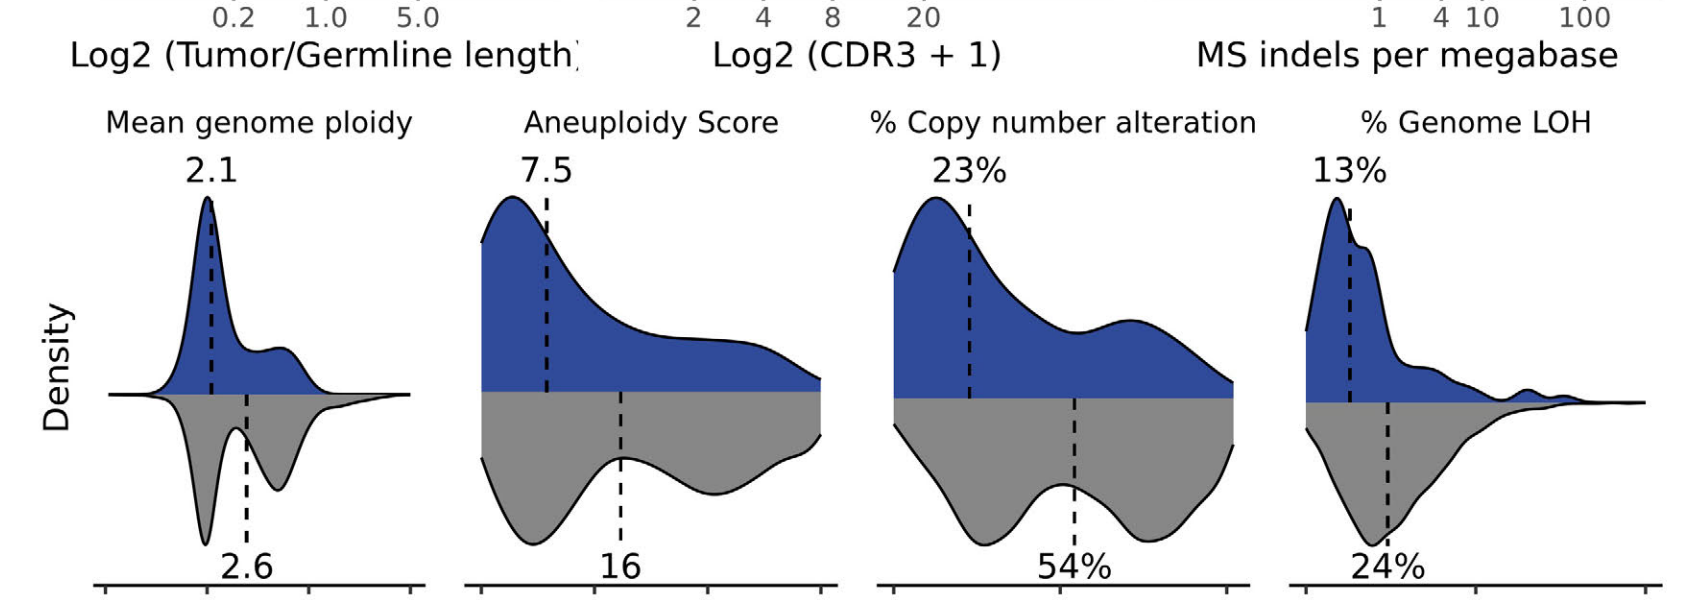 0.2 1.0 5.0 2 4 8 20 1 4 10 100
Log2 (Tumor/Germline length) Log2 (CDR3 + 1) MS indels per megabase
Mean genome ploidy Aneuploidy Score % Copy number alteration % Genome LOH
2.1 7.5 23% 13%
Density
2.6 16 54% 24%